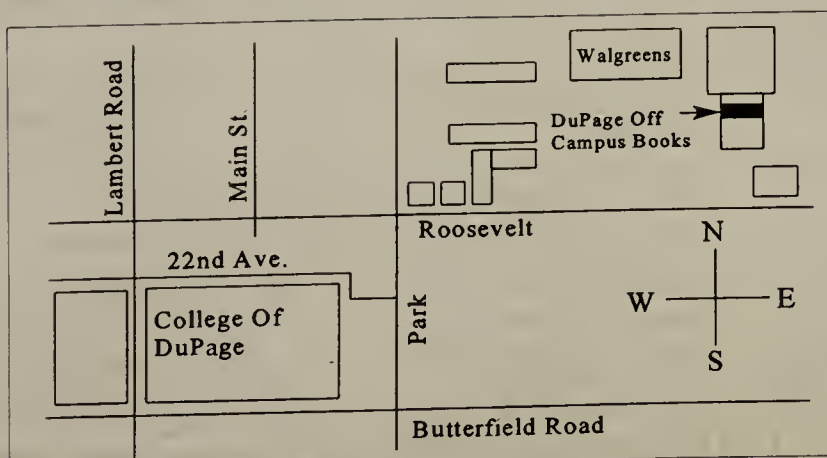 Lambert Road
Main St.
Walgreens
DuPage Off
Campus Books
Roosevelt
22nd Ave.
College Of
DuPage
Park
N
W
E
S
Butterfield Road